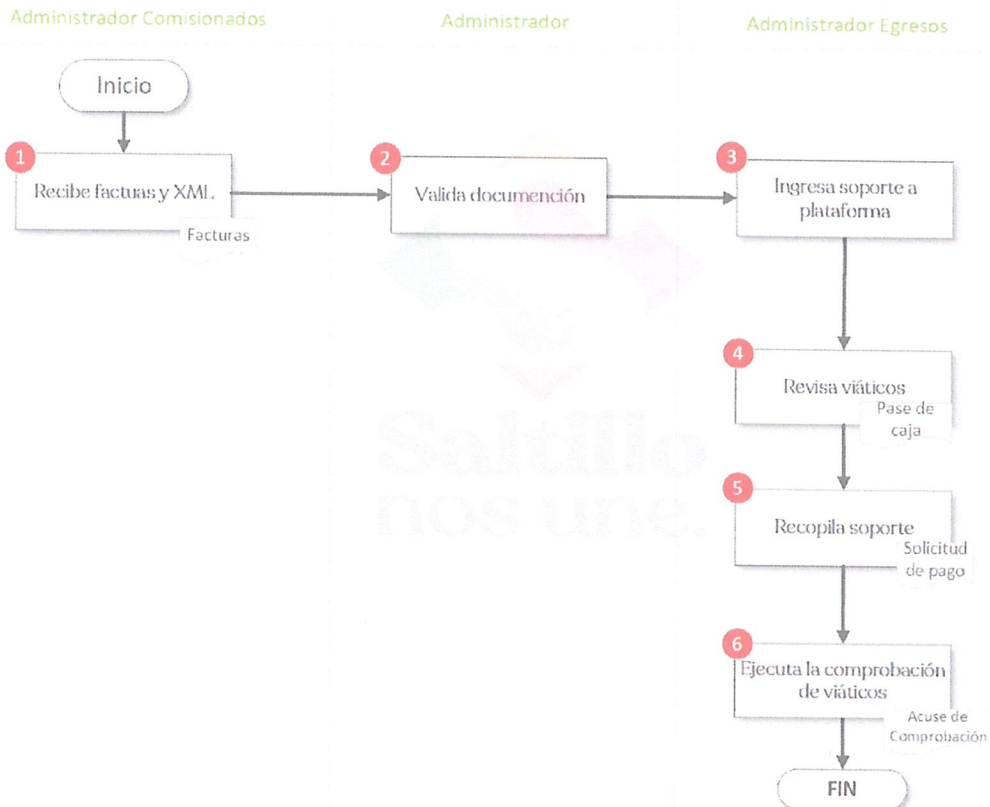 Administrador Comisionados
Administrador
Administrador Egresos
Inicio
1
Recibe factuas y XML
Facturas
2
Valida documención
3
Ingresa soporte a
plataforma
4
Revisa viáticos
Pase de
caja
5
Recopila soporte
Solicitud
de pago
6
Ejecuta la comprobación
de viáticos
Acuse de
Comprobación
FIN
Saltillo
nos une.